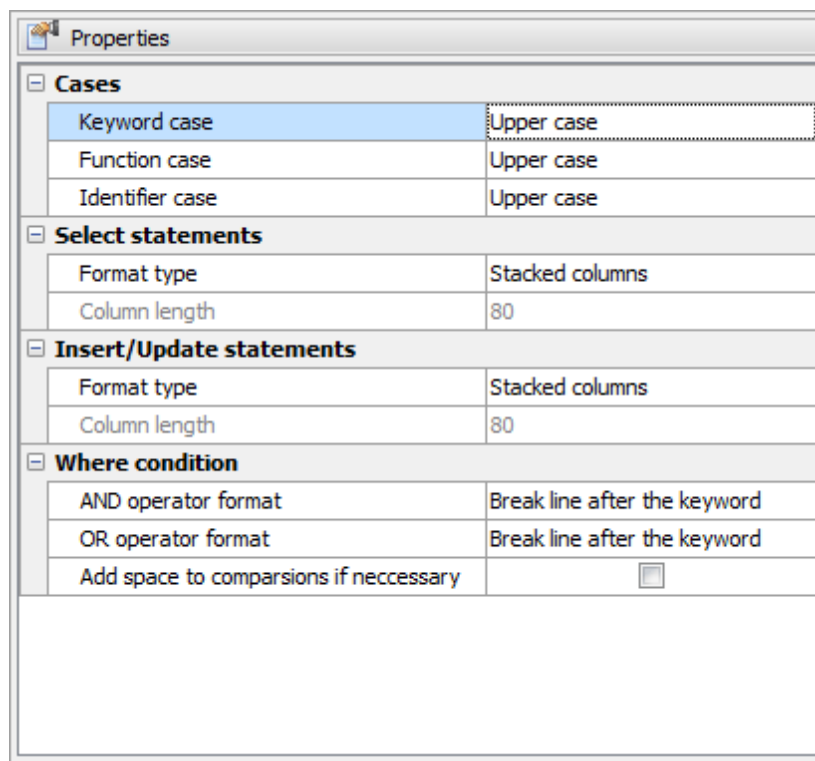 Properties
Cases
Keyword case Upper case
Function case Upper case
Identifier case Upper case
Select statements
Format type Stacked columns
Column length 80
Insert/Update statements
Format type Stacked columns
Column length 80
Where condition
AND operator format Break line after the keyword
OR operator format Break line after the keyword
Add space to comparsions if neccessary